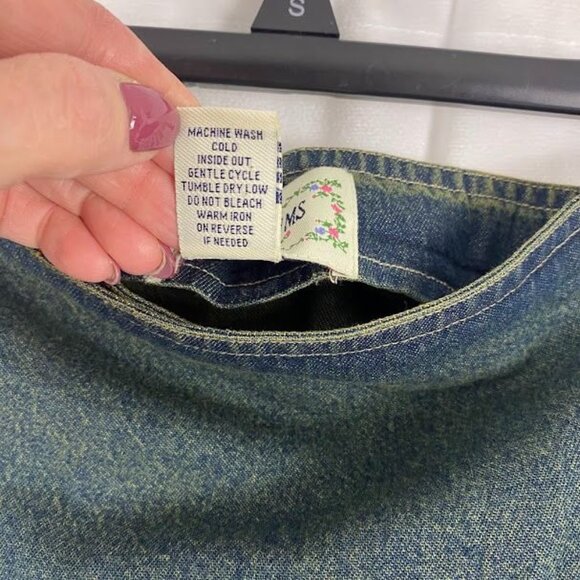 S
MACHINE WASH
COLD
INSIDE OUT,
GENTLE CYCLE
TUMBLE DRY LOW
DO NOT BLEACH
WARM IRON
ON REVERSE
IF NEEDED